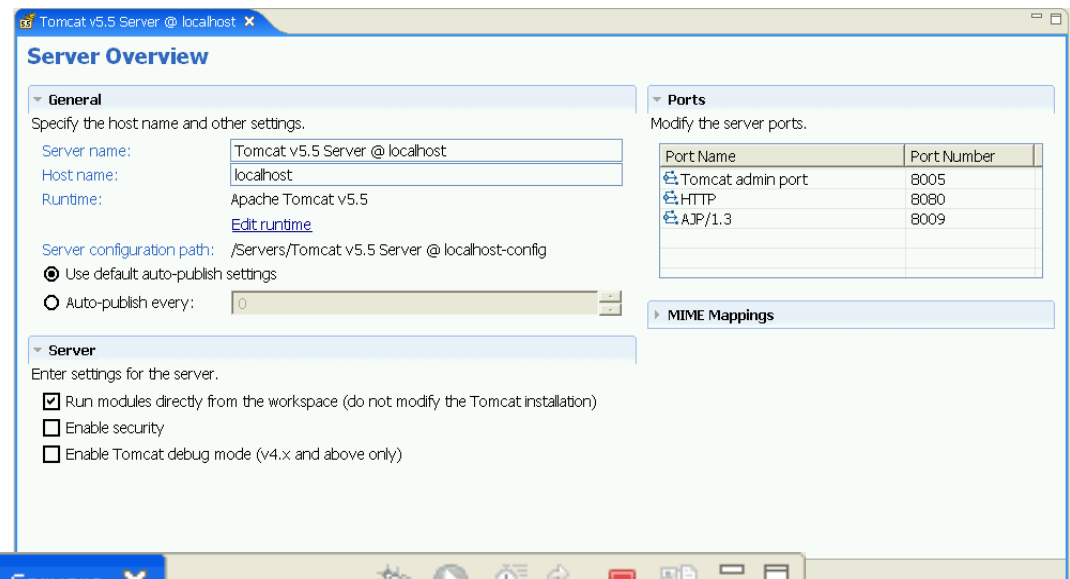 Tomcat v5.5 Server @ localhost
Server Overview
General
Specify the host name and other settings.
Server name: Tomcat v5.5 Server @ localhost
Host name: localhost
Runtime: Apache Tomcat v5.5
Edit runtime
Server configuration path: /Servers/Tomcat v5.5 Server @ localhost-config
Use default auto-publish settings
Auto-publish every: 0
Server
Enter settings for the server.
Run modules directly from the workspace (do not modify the Tomcat installation)
Enable security
Enable Tomcat debug mode (v4.x and above only)
Ports
Modify the server ports.
Port Name Port Number
Tomcat admin port 8005
HTTP 8080
AJP/1.3 8009
MIME Mappings